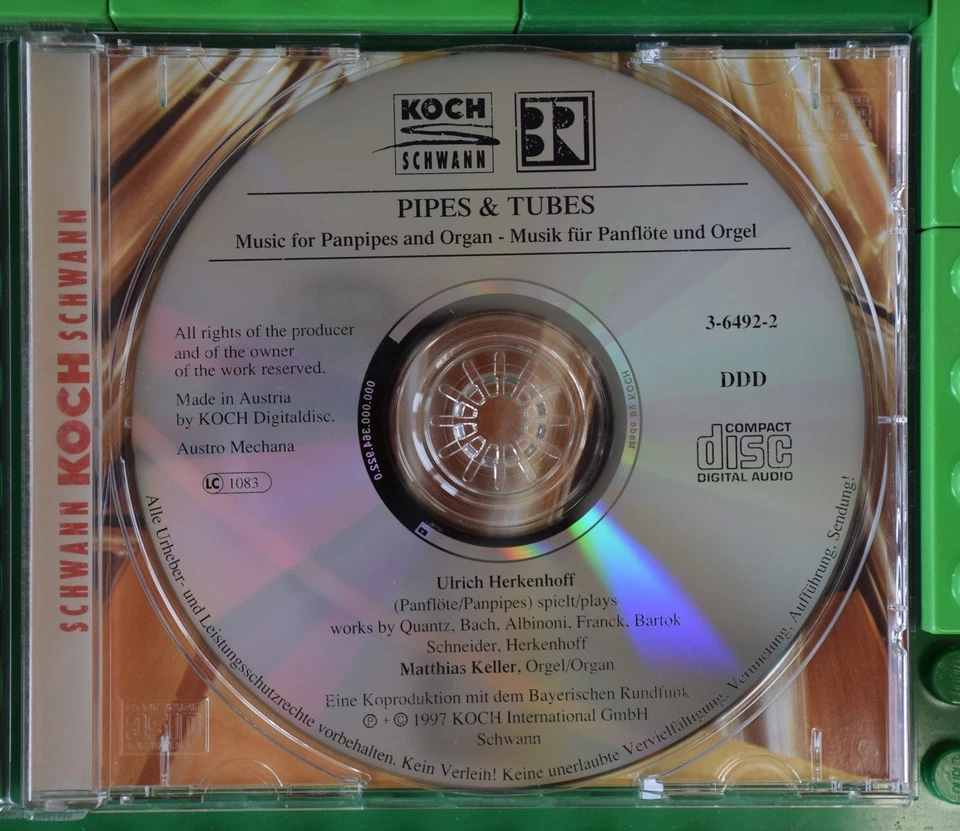 SCHWANN KOCH SCHWANN
KOCH
SCHWANN
BR
PIPES & TUBES
Music for Panpipes and Organ - Musik für Panflöte und Orgel
All rights of the producer
and of the owner
of the work reserved.
Made in Austria
by KOCH Digitaldisc.
Austro Mechana
LC 1083
3-6492-2
DDD
COMPACT
disc
DIGITAL AUDIO
Made by KOCH
Ulrich Herkenhoff
(Panflöte/Panpipes) spielt/plays
works by Quantz, Bach, Albinoni, Franck, Bartok
Schneider, Herkenhoff
Matthias Keller, Orgel/Organ
Eine Koproduktion mit dem Bayerischen Rundfunk
℗ + © 1997 KOCH International GmbH
Schwann
Alle Urheber- und Leistungsschutzrechte vorbehalten. Kein Verleih! Keine unerlaubte Vervielfältigung, Vermietung, Aufführung, Sendung!